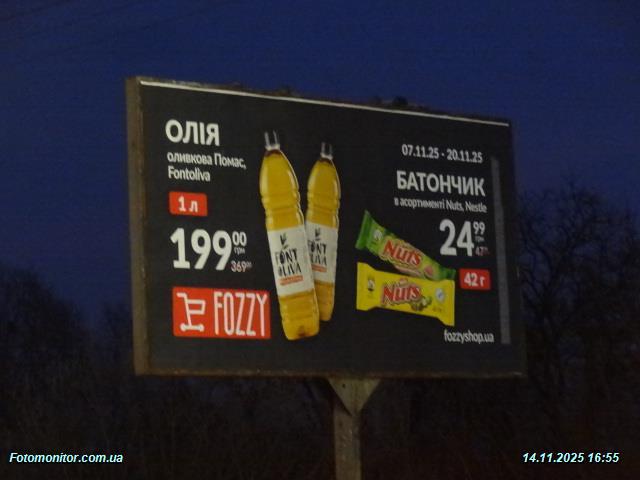 ОЛІЯ
оливкова Помас,
Fontoliva
1 л
199 00
грн
369
FOZZY
FONT
OLIVA
FONT
OLIVA
07.11.25 - 20.11.25
БАТОНЧИК
в асортименті Nuts, Nestle
24 99
грн
Nuts
Nuts
42 г
fozzyshop.ua
Fotomonitor.com.ua
14.11.2025 16:55